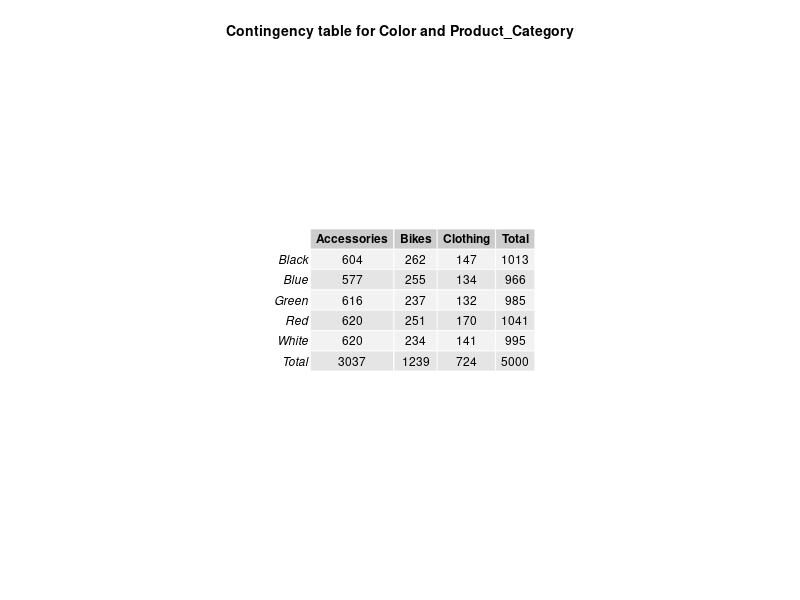 Contingency table for Color and Product_Category
Accessories Bikes Clothing Total
Black 604 262 147 1013
Blue 577 255 134 966
Green 616 237 132 985
Red 620 251 170 1041
White 620 234 141 995
Total 3037 1239 724 5000